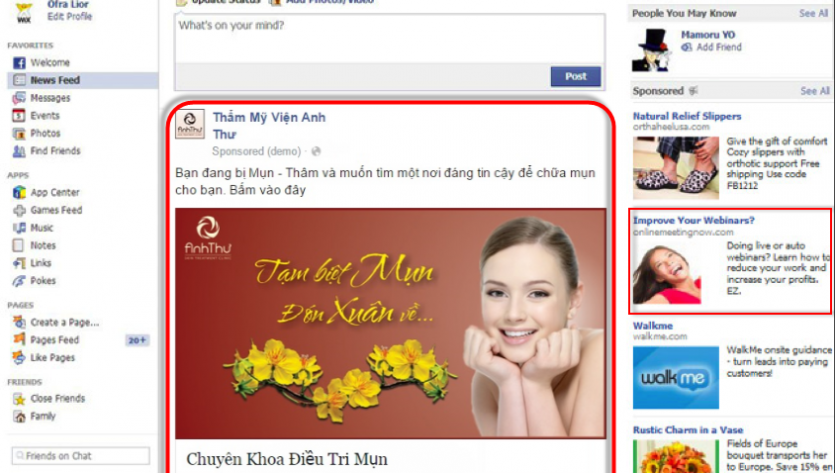 Ofra Lior
Edit Profile
FAVORITES
Welcome
News Feed
Messages
Events
Photos
Find Friends
APPS
App Center
Games Feed
Music
Notes
Links
Pokes
PAGES
Create a Page...
Pages Feed
20+
Like Pages
FRIENDS
Close Friends
Family
Friends on Chat
Update Status
Add Photos/Video
What's on your mind?
Post
Thẩm Mỹ Viện Anh
Thư
Sponsored (demo) ·
Bạn đang bị Mụn - Thâm và muốn tìm một nơi đáng tin cậy để chữa mụn
cho bạn. Bấm vào đây
AnhThư
Tạm biệt Mụn
Đón Xuân về...
Chuyên Khoa Điều Trị Mụn
People You May Know
See All
Mamoru YO
Add Friend
Sponsored
See All
Natural Relief Slippers
orthaheelusa.com
Give the gift of comfort
Cozy slippers with
orthotic support Free
shipping Use code
FB1212
Improve Your Webinars?
onlinemeetingnow.com
Doing live or auto
webinars? Learn how to
reduce your work and
increase your profits.
EZ.
Walkme
walkme.com
walkme
WalkMe onsite guidance
- turn leads into paying
customers!
Rustic Charm in a Vase
Fields of Europe
bouquet transports her
to Europe. Save 15% on